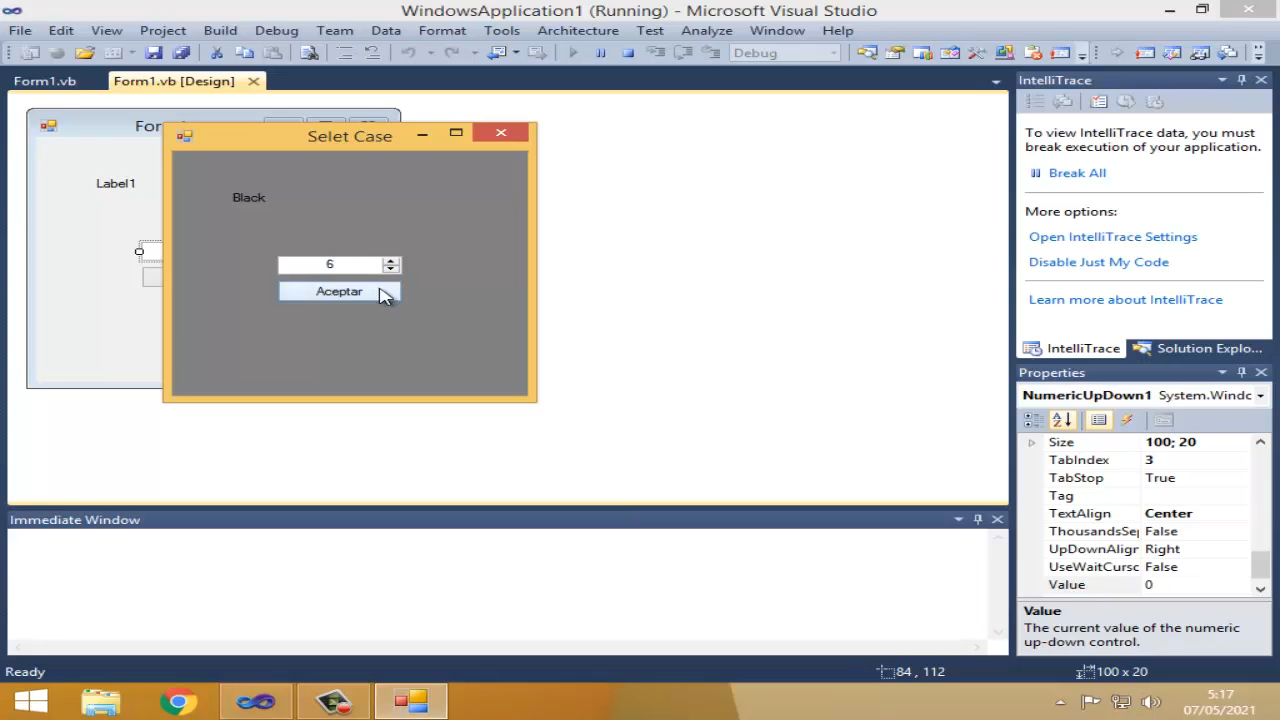 WindowsApplication1 (Running) - Microsoft Visual Studio
File Edit View Project Build Debug Team Data Format Tools Architecture Test Analyze Window Help
Debug
Form1.vb
Form1.vb [Design]
Label1
Selet Case
Black
6
Aceptar
IntelliTrace
To view IntelliTrace data, you must
break execution of your application.
Break All
More options:
Open IntelliTrace Settings
Disable Just My Code
Learn more about IntelliTrace
IntelliTrace
Solution Explo...
Properties
NumericUpDown1 System.Windc
Size 100; 20
TabIndex 3
TabStop True
Tag
TextAlign Center
ThousandsSep False
UpDownAlign Right
UseWaitCurso False
Value 0
Value
The current value of the numeric
up-down control.
Immediate Window
Ready
84 , 112
100 x 20
5:17
07/05/2021